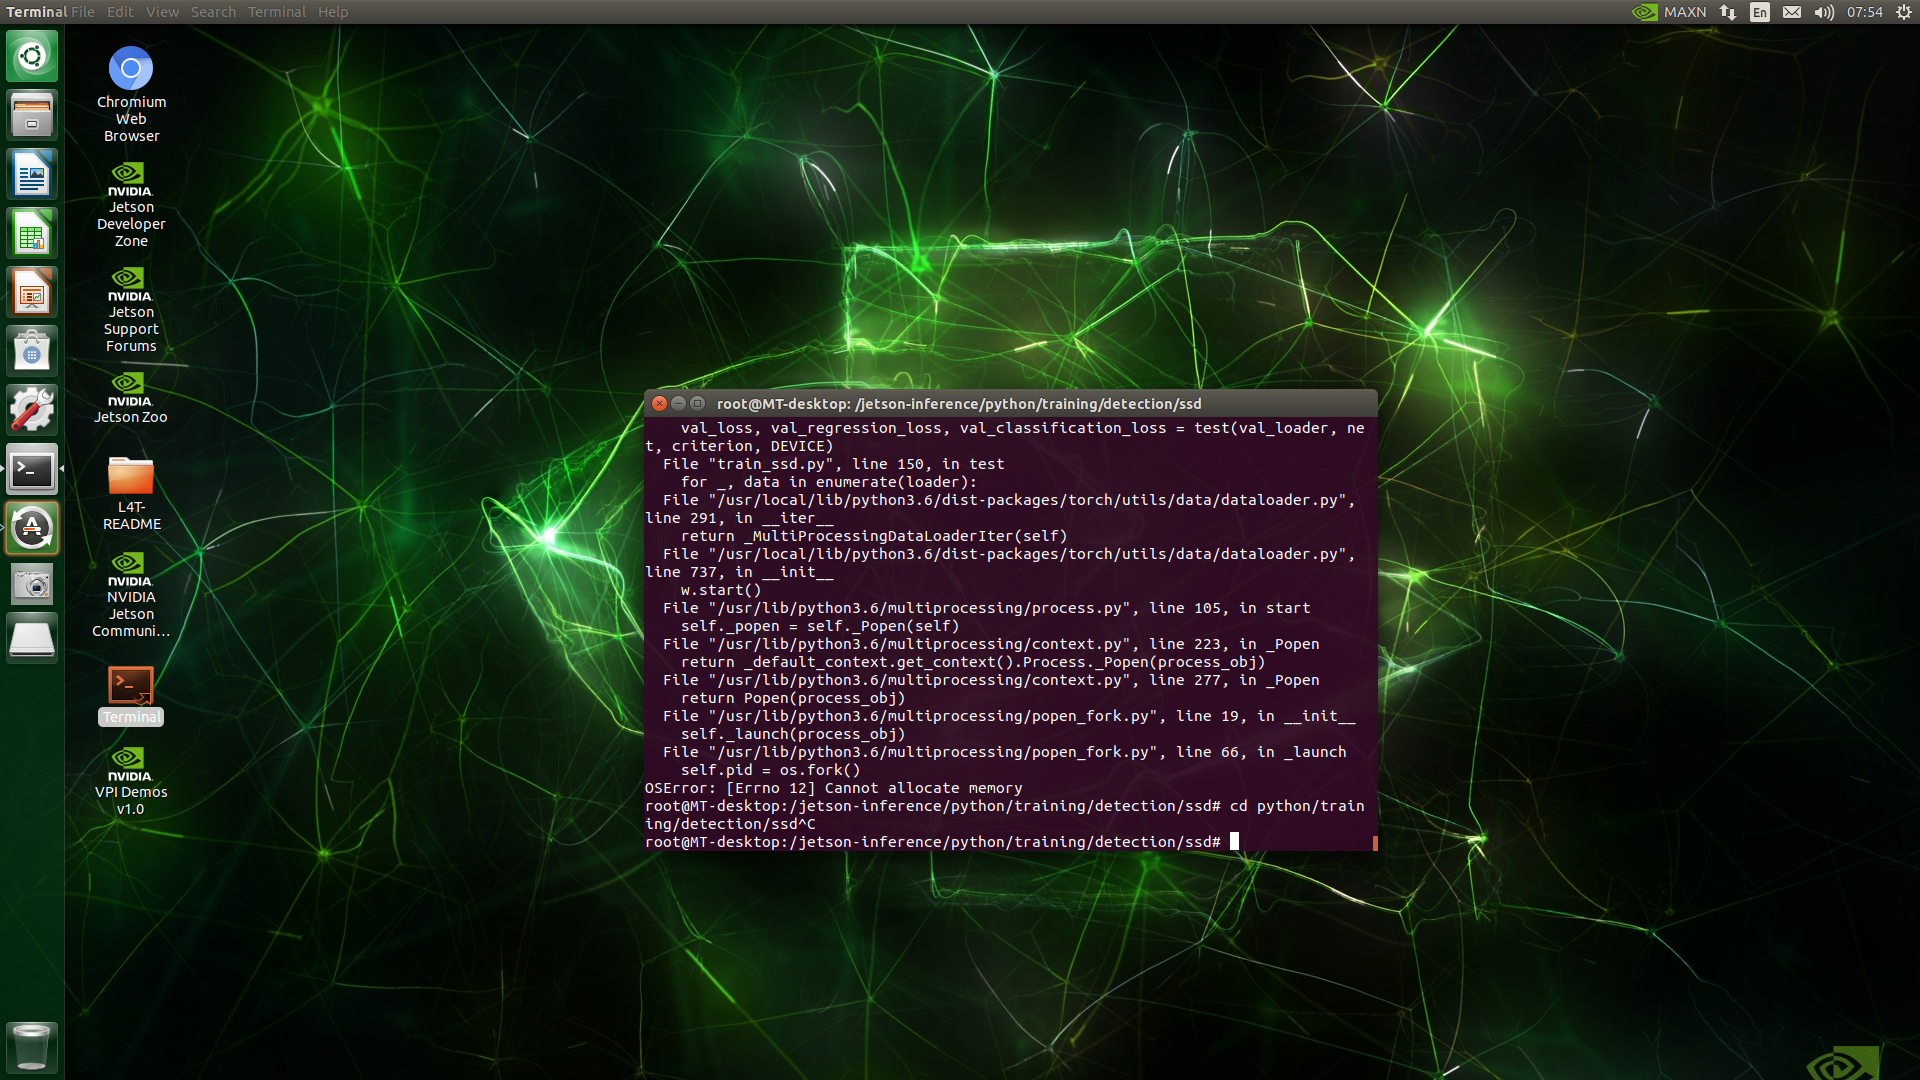 Terminal File Edit View Search Terminal Help
MAXN En 07:54
Chromium
Web
Browser
NVIDIA.
Jetson
Developer
Zone
NVIDIA.
Jetson
Support
Forums
NVIDIA.
Jetson Zoo
L4T-
README
NVIDIA.
NVIDIA
Jetson
Communi...
Terminal
NVIDIA.
VPI Demos
v1.0
root@MT-desktop: /jetson-inference/python/training/detection/ssd
    val_loss, val_regression_loss, val_classification_loss = test(val_loader, ne
t, criterion, DEVICE)
  File "train_ssd.py", line 150, in test
    for _, data in enumerate(loader):
  File "/usr/local/lib/python3.6/dist-packages/torch/utils/data/dataloader.py",
line 291, in __iter__
    return _MultiProcessingDataLoaderIter(self)
  File "/usr/local/lib/python3.6/dist-packages/torch/utils/data/dataloader.py",
line 737, in __init__
    w.start()
  File "/usr/lib/python3.6/multiprocessing/process.py", line 105, in start
    self._popen = self._Popen(self)
  File "/usr/lib/python3.6/multiprocessing/context.py", line 223, in _Popen
    return _default_context.get_context().Process._Popen(process_obj)
  File "/usr/lib/python3.6/multiprocessing/context.py", line 277, in _Popen
    return Popen(process_obj)
  File "/usr/lib/python3.6/multiprocessing/popen_fork.py", line 19, in __init__
    self._launch(process_obj)
  File "/usr/lib/python3.6/multiprocessing/popen_fork.py", line 66, in _launch
    self.pid = os.fork()
OSError: [Errno 12] Cannot allocate memory
root@MT-desktop:/jetson-inference/python/training/detection/ssd# cd python/train
ing/detection/ssd^C
root@MT-desktop:/jetson-inference/python/training/detection/ssd#